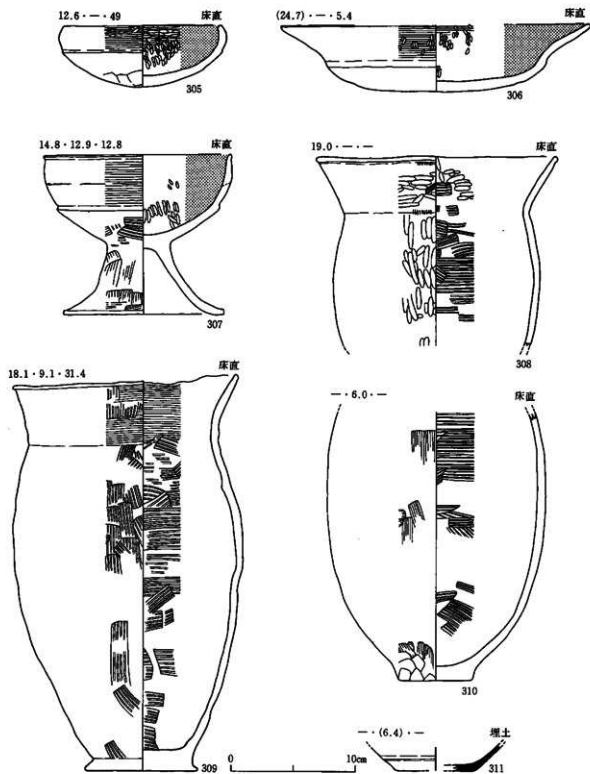 12.6・—・49
床直
305
(24.7)・—・5.4
床直
306
14.8・12.9・12.8
床直
307
19.0・—・—
床直
308
18.1・9.1・31.4
床直
309
—・6.0・—
床直
310
—・(6.4)・—
埋土
311
0 10cm